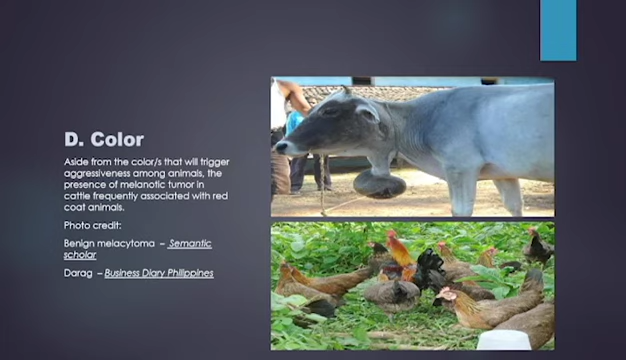 D. Color
Aside from the color/s that will trigger
aggressiveness among animals, the
presence of melanotic tumor in
cattle frequently associated with red
coat animals.
Photo credit:
Benign melacytoma – Semantic
scholar
Darag – Business Diary Philippines